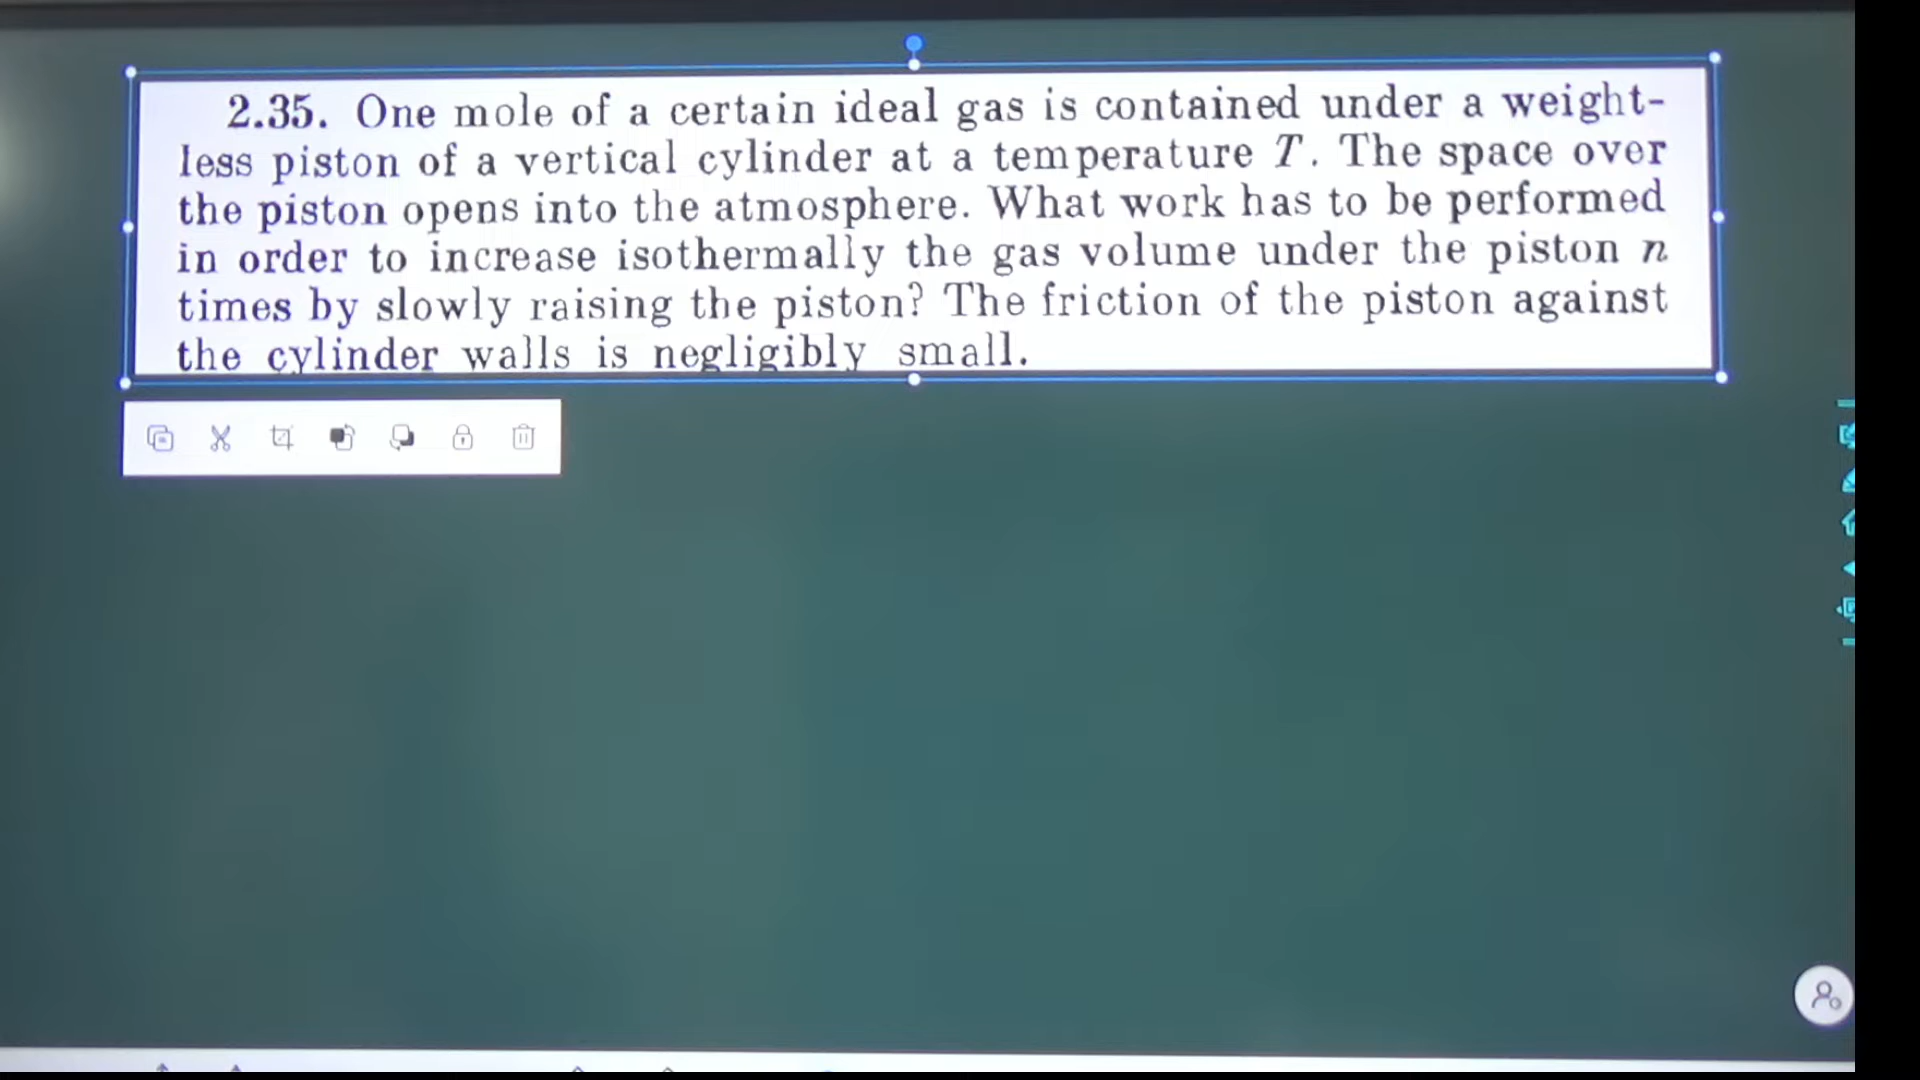 2.35. One mole of a certain ideal gas is contained under a weight-
less piston of a vertical cylinder at a temperature T. The space over
the piston opens into the atmosphere. What work has to be performed
in order to increase isothermally the gas volume under the piston n
times by slowly raising the piston? The friction of the piston against
the cylinder walls is negligibly small.